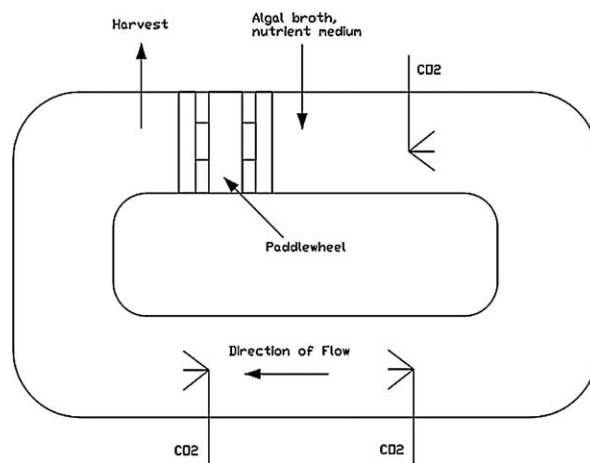 Harvest
Algal broth,
nutrient medium
CO2
Paddlewheel
Direction of Flow
CO2
CO2